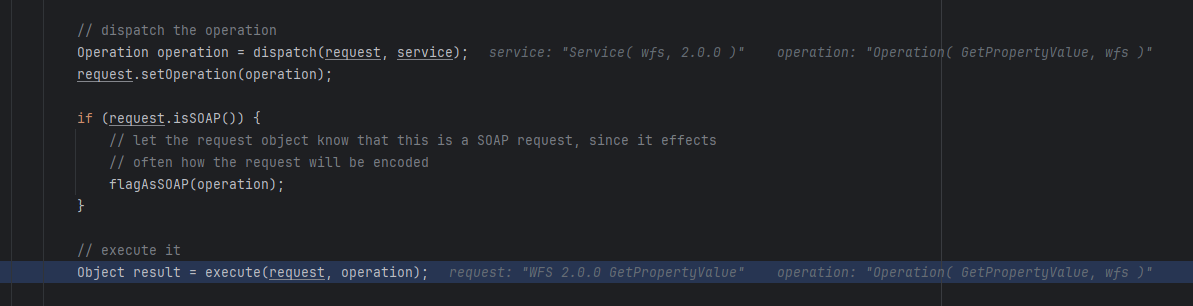 // dispatch the operation
Operation operation = dispatch(request, service);   service: "Service( wfs, 2.0.0 )"   operation: "Operation( GetPropertyValue, wfs )"
request.setOperation(operation);
if (request.isSOAP()) {
// let the request object know that this is a SOAP request, since it effects
// often how the request will be encoded
flagAsSOAP(operation);
}
// execute it
Object result = execute(request, operation);   request: "WFS 2.0.0 GetPropertyValue"   operation: "Operation( GetPropertyValue, wfs )"